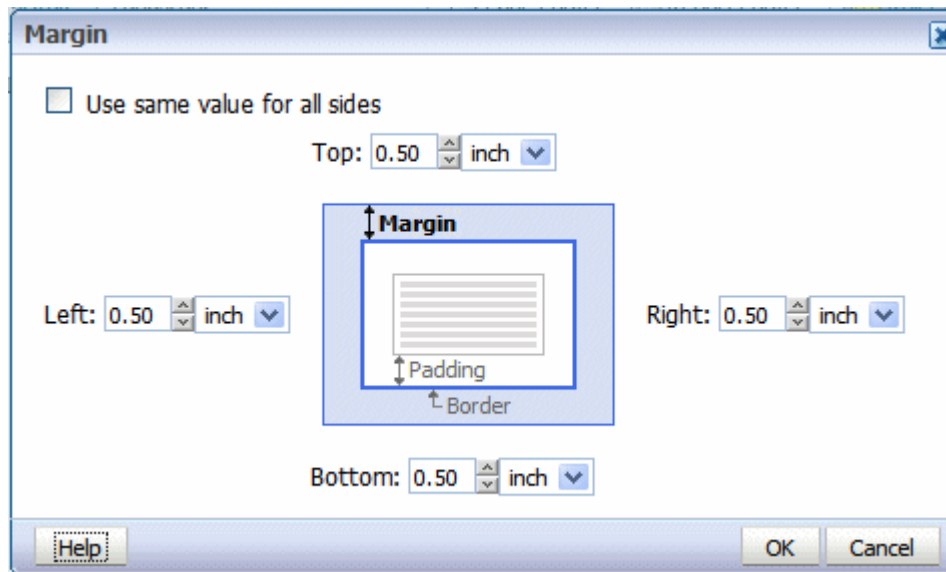 Margin
Use same value for all sides
Top: 0.50 inch
Margin
Left: 0.50 inch
Right: 0.50 inch
Padding
Border
Bottom: 0.50 inch
Help
OK
Cancel